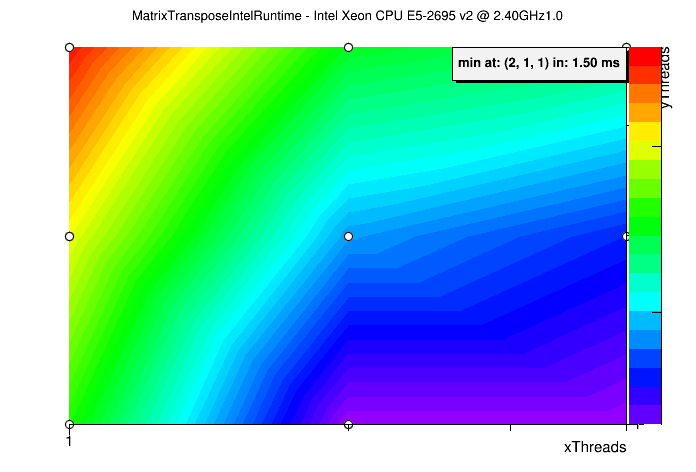 MatrixTransposeIntelRuntime - Intel Xeon CPU E5-2695 v2 @ 2.40GHz1.0
min at: (2, 1, 1) in: 1.50 ms
yThreads
1
xThreads